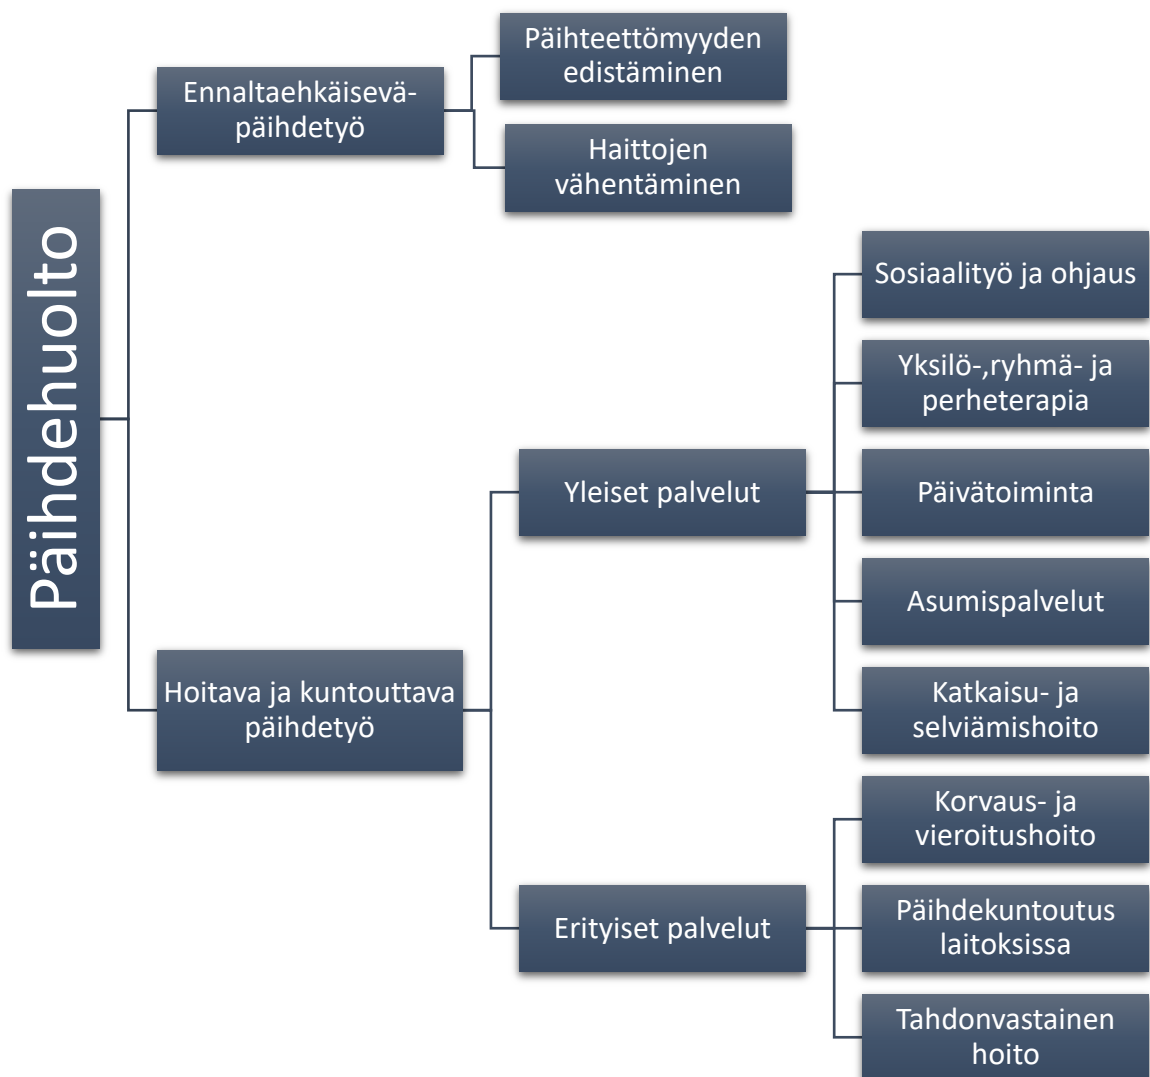 Päihdehuolto
Ennaltaehkäisevä-
päihdetyö
Päihteettömyyden
edistäminen
Haittojen
vähentäminen
Hoitava ja kuntouttava
päihdetyö
Yleiset palvelut
Sosiaalityö ja ohjaus
Yksilö-,ryhmä- ja
perheterapia
Päivätoiminta
Asumispalvelut
Katkaisu- ja
selviämishoito
Erityiset palvelut
Korvaus- ja
vieroitushoito
Päihdekuntoutus
laitoksissa
Tahdonvastainen
hoito